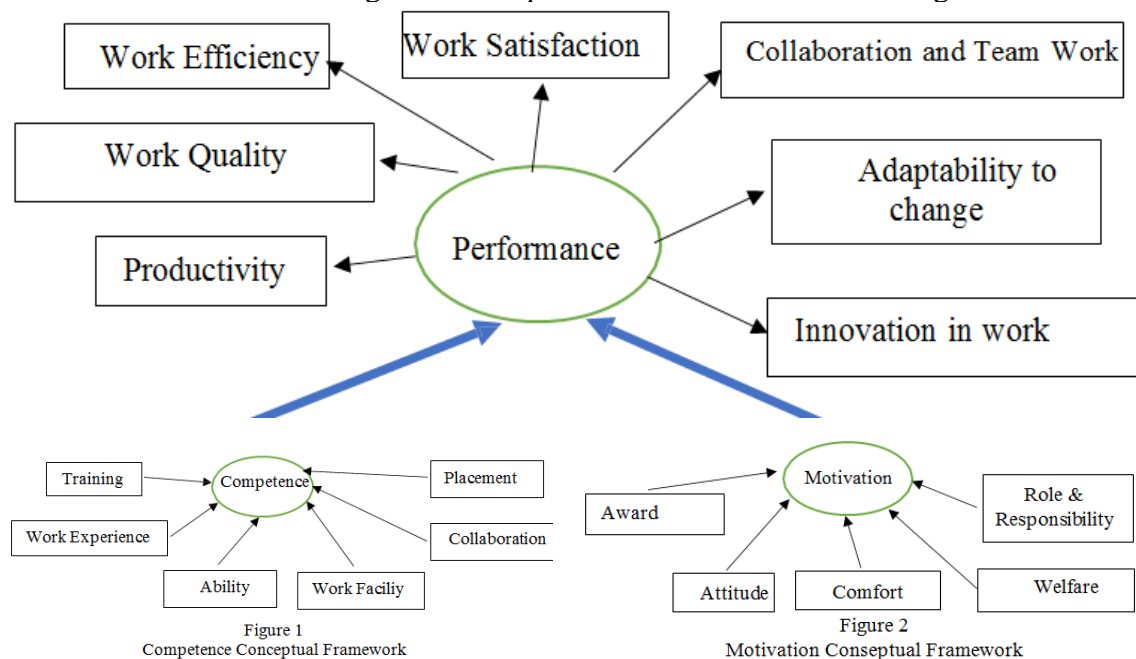 Work Efficiency
Work Satisfaction
Collaboration and Team Work
Work Quality
Adaptability to
change
Performance
Productivity
Innovation in work
Training
Competence
Placement
Work Experience
Collaboration
Ability
Work Faciliy
Figure 1
Competence Conceptual Framework
Motivation
Award
Role &
Responsibility
Attitude
Comfort
Welfare
Figure 2
Motivation Conseptual Framework